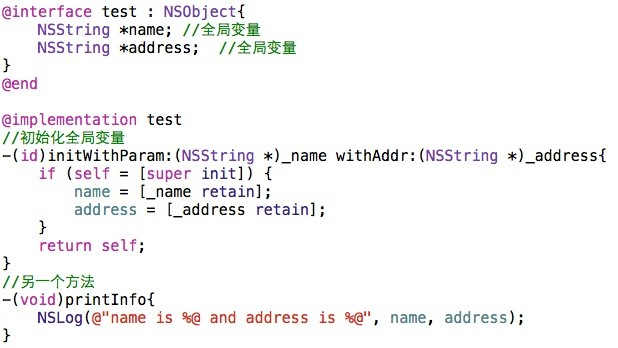 @interface test : NSObject{
    NSString *name; //全局变量
    NSString *address;  //全局变量
}
@end

@implementation test
//初始化全局变量
-(id)initWithParam:(NSString *)_name withAddr:(NSString *)_address{
    if (self = [super init]) {
        name = [_name retain];
        address = [_address retain];
    }
    return self;
}
//另一个方法
-(void)printInfo{
    NSLog(@"name is %@ and address is %@", name, address);
}